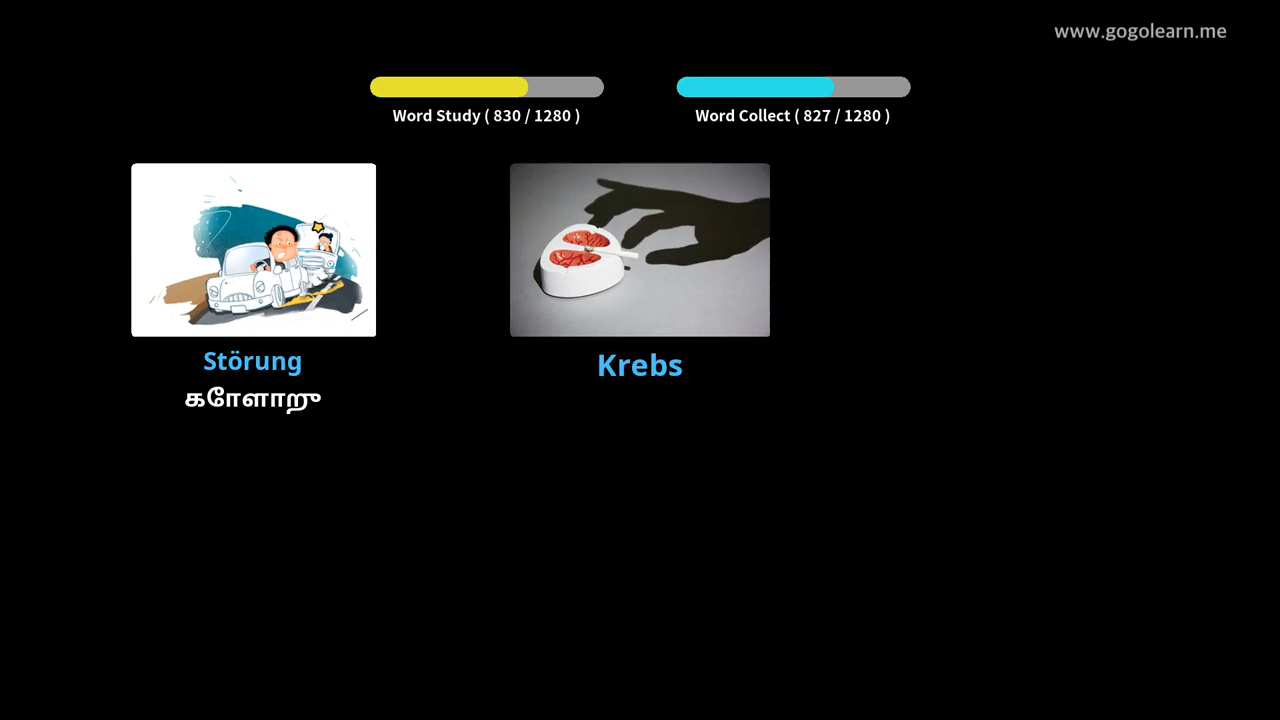 www.gogolearn.me
Word Study ( 830 / 1280 )
Word Collect ( 827 / 1280 )
Störung
கோளாறு
Krebs